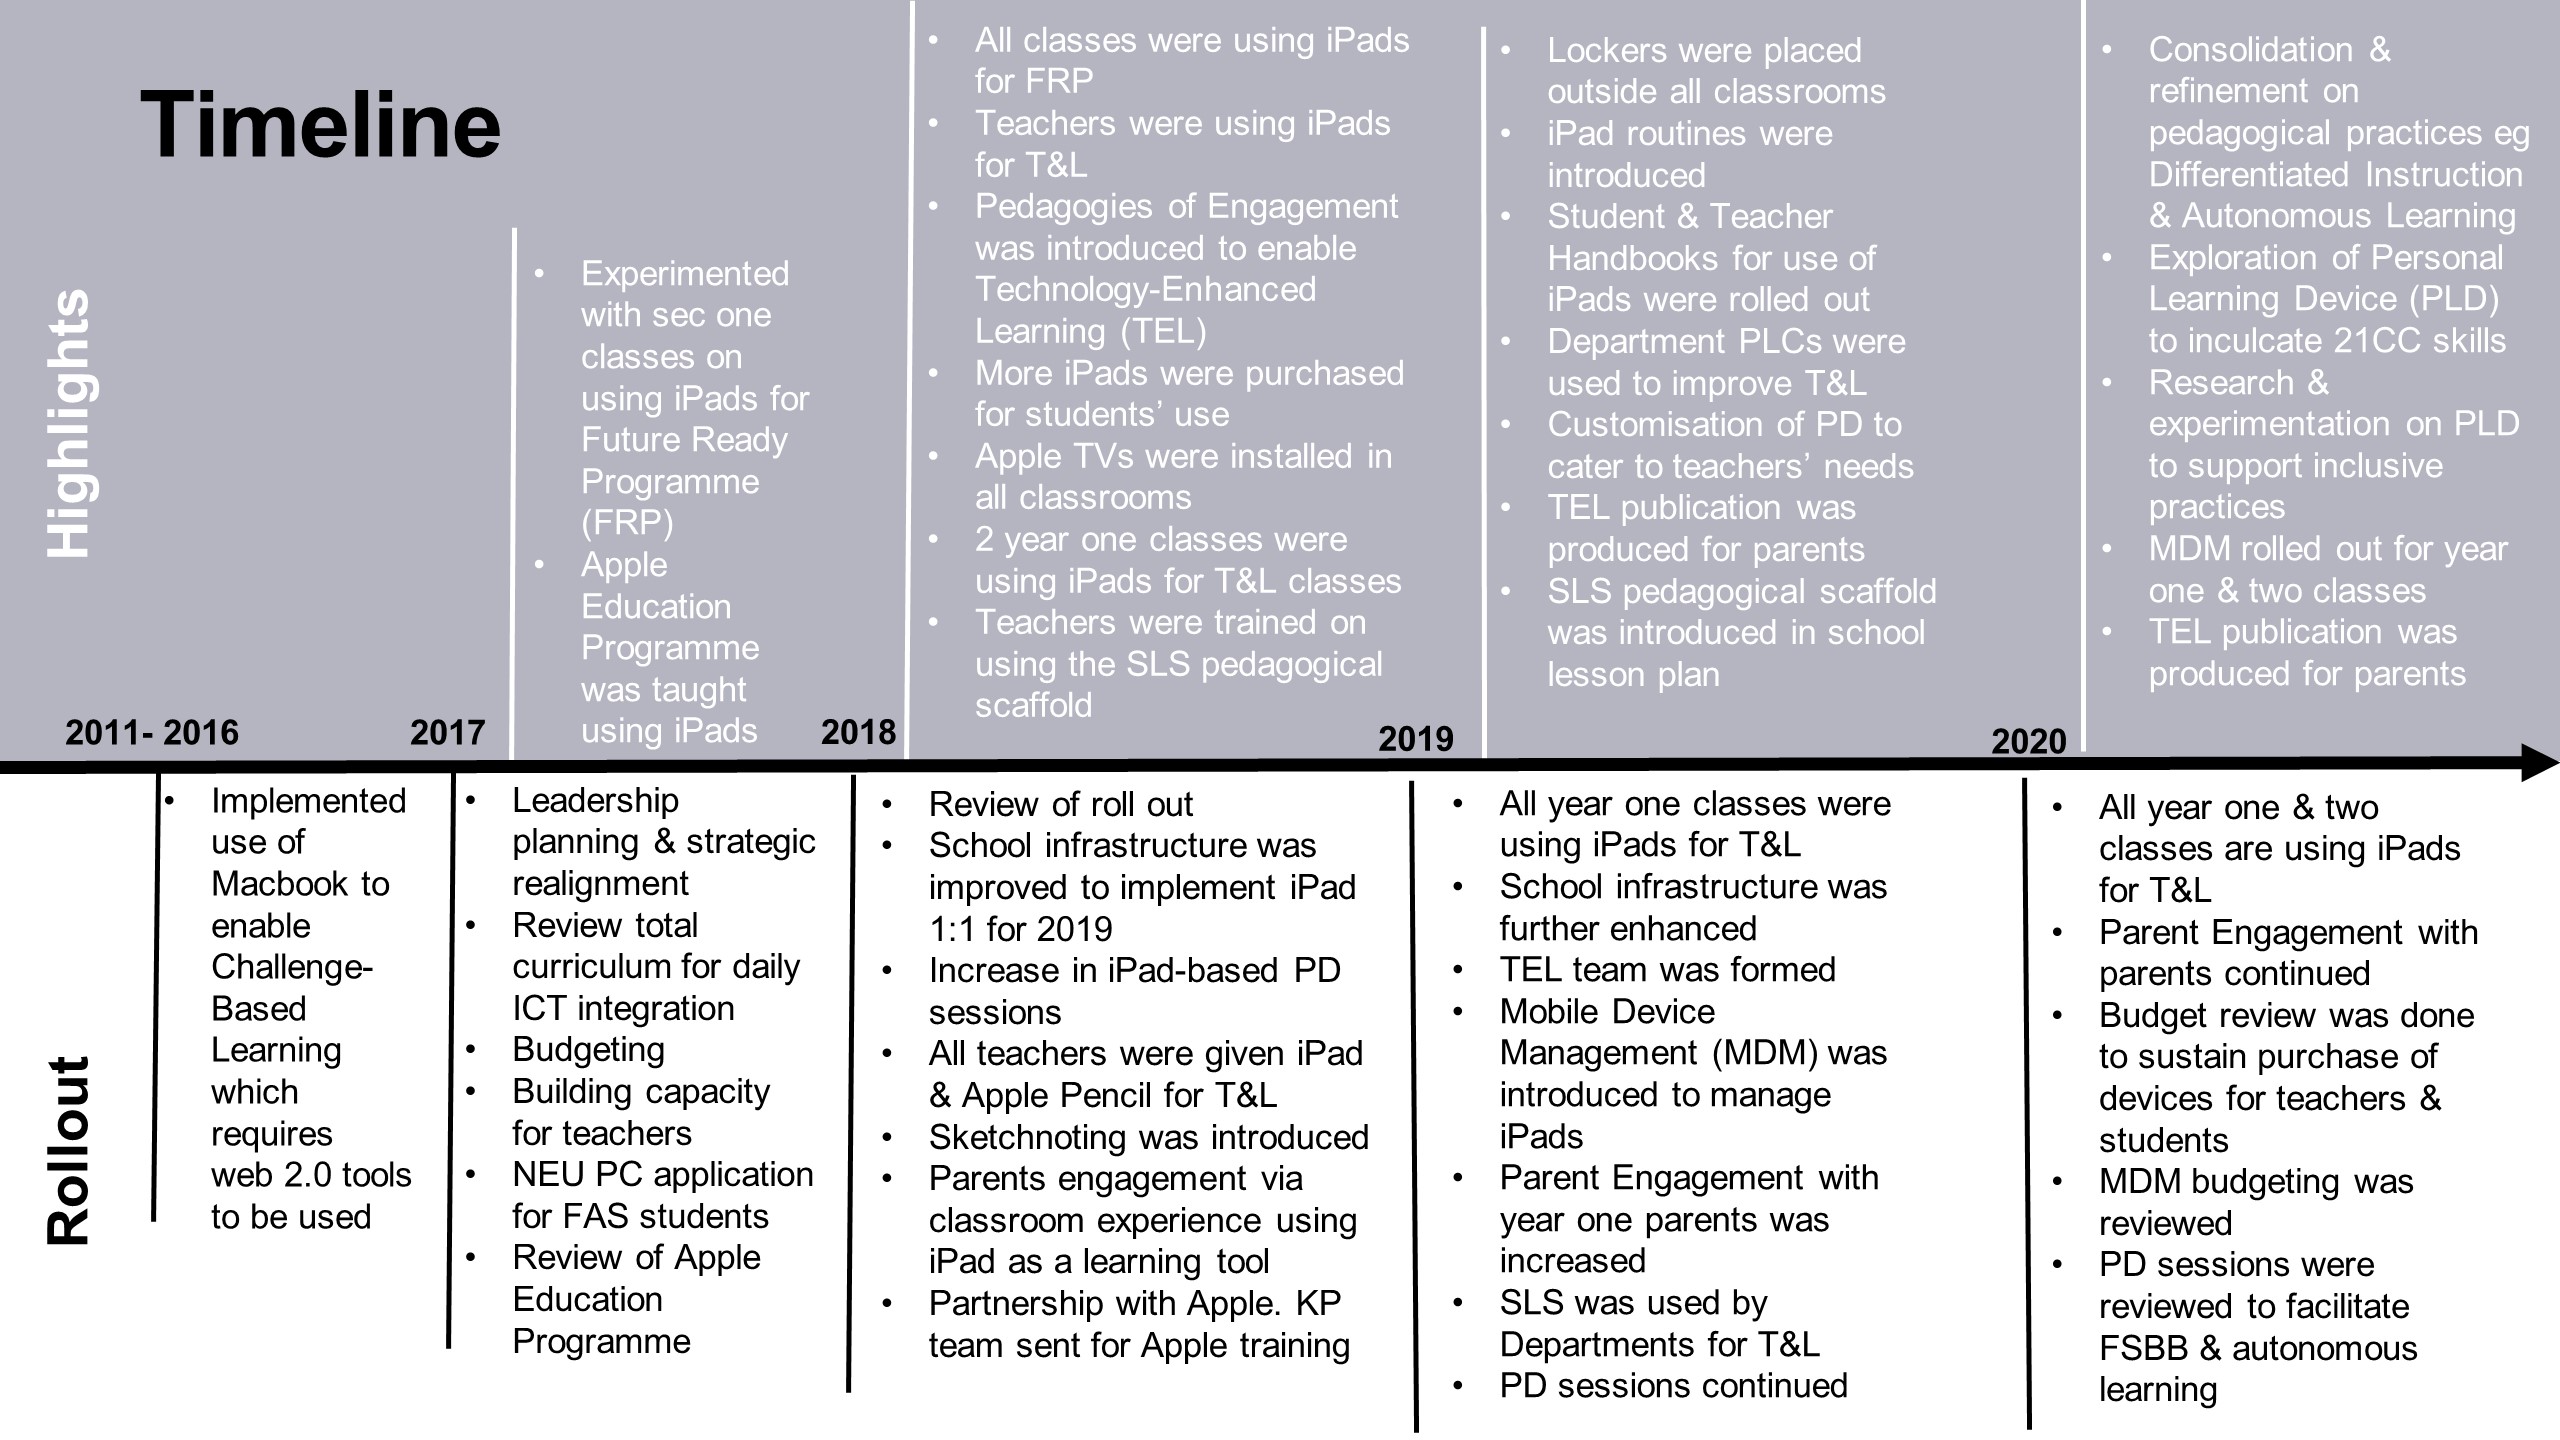 Timeline
Highlights
• Experimented
with sec one
classes on
using iPads for
Future Ready
Programme
(FRP)
• Apple
Education
Programme
was taught
using iPads
• All classes were using iPads
for FRP
• Teachers were using iPads
for T&L
• Pedagogies of Engagement
was introduced to enable
Technology-Enhanced
Learning (TEL)
• More iPads were purchased
for students’ use
• Apple TVs were installed in
all classrooms
• 2 year one classes were
using iPads for T&L classes
• Teachers were trained on
using the SLS pedagogical
scaffold
• Lockers were placed
outside all classrooms
• iPad routines were
introduced
• Student & Teacher
Handbooks for use of
iPads were rolled out
• Department PLCs were
used to improve T&L
• Customisation of PD to
cater to teachers’ needs
• TEL publication was
produced for parents
• SLS pedagogical scaffold
was introduced in school
lesson plan
• Consolidation &
refinement on
pedagogical practices eg
Differentiated Instruction
& Autonomous Learning
• Exploration of Personal
Learning Device (PLD)
to inculcate 21CC skills
• Research &
experimentation on PLD
to support inclusive
practices
• MDM rolled out for year
one & two classes
• TEL publication was
produced for parents
2011- 2016
2017
2018
2019
2020
Rollout
• Implemented
use of
Macbook to
enable
Challenge-
Based
Learning
which
requires
web 2.0 tools
to be used
• Leadership
planning & strategic
realignment
• Review total
curriculum for daily
ICT integration
• Budgeting
• Building capacity
for teachers
• NEU PC application
for FAS students
• Review of Apple
Education
Programme
• Review of roll out
• School infrastructure was
improved to implement iPad
1:1 for 2019
• Increase in iPad-based PD
sessions
• All teachers were given iPad
& Apple Pencil for T&L
• Sketchnoting was introduced
• Parents engagement via
classroom experience using
iPad as a learning tool
• Partnership with Apple. KP
team sent for Apple training
• All year one classes were
using iPads for T&L
• School infrastructure was
further enhanced
• TEL team was formed
• Mobile Device
Management (MDM) was
introduced to manage
iPads
• Parent Engagement with
year one parents was
increased
• SLS was used by
Departments for T&L
• PD sessions continued
• All year one & two
classes are using iPads
for T&L
• Parent Engagement with
parents continued
• Budget review was done
to sustain purchase of
devices for teachers &
students
• MDM budgeting was
reviewed
• PD sessions were
reviewed to facilitate
FSBB & autonomous
learning